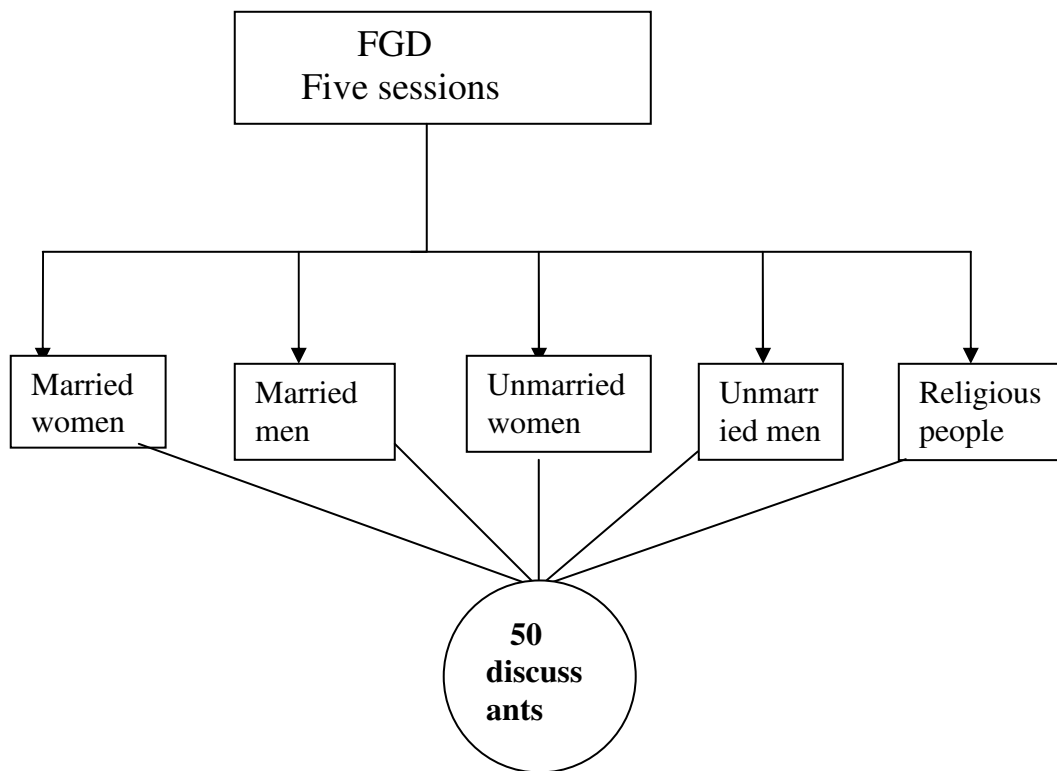 FGD
Five sessions
Married
women
Married
men
Unmarried
women
Unmarr
ied men
Religious
people
50
discuss
ants